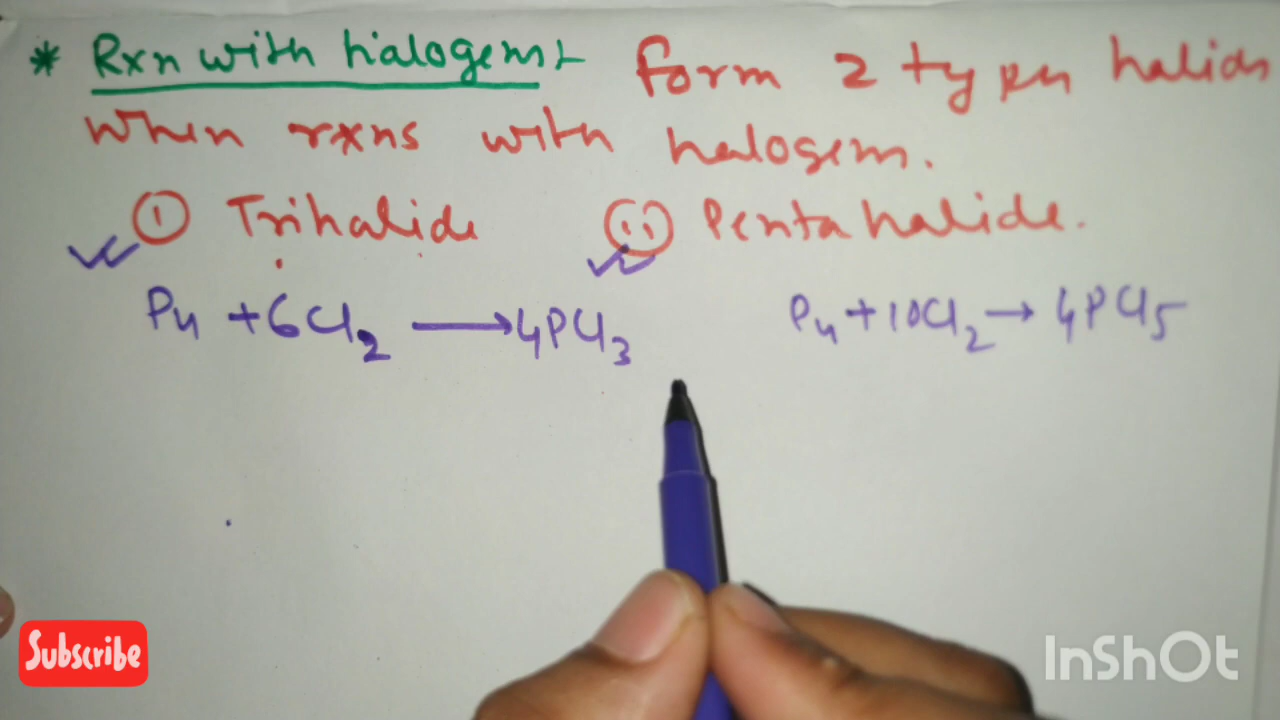 * Rxn with halogens :- Form 2 types halides
when rxns with halogens.
① Trihalide (ii) Pentahalide.
P4 + 6Cl2 ⟶ 4PCl3 P4 + 10Cl2 → 4PCl5
Subscribe
InShOt